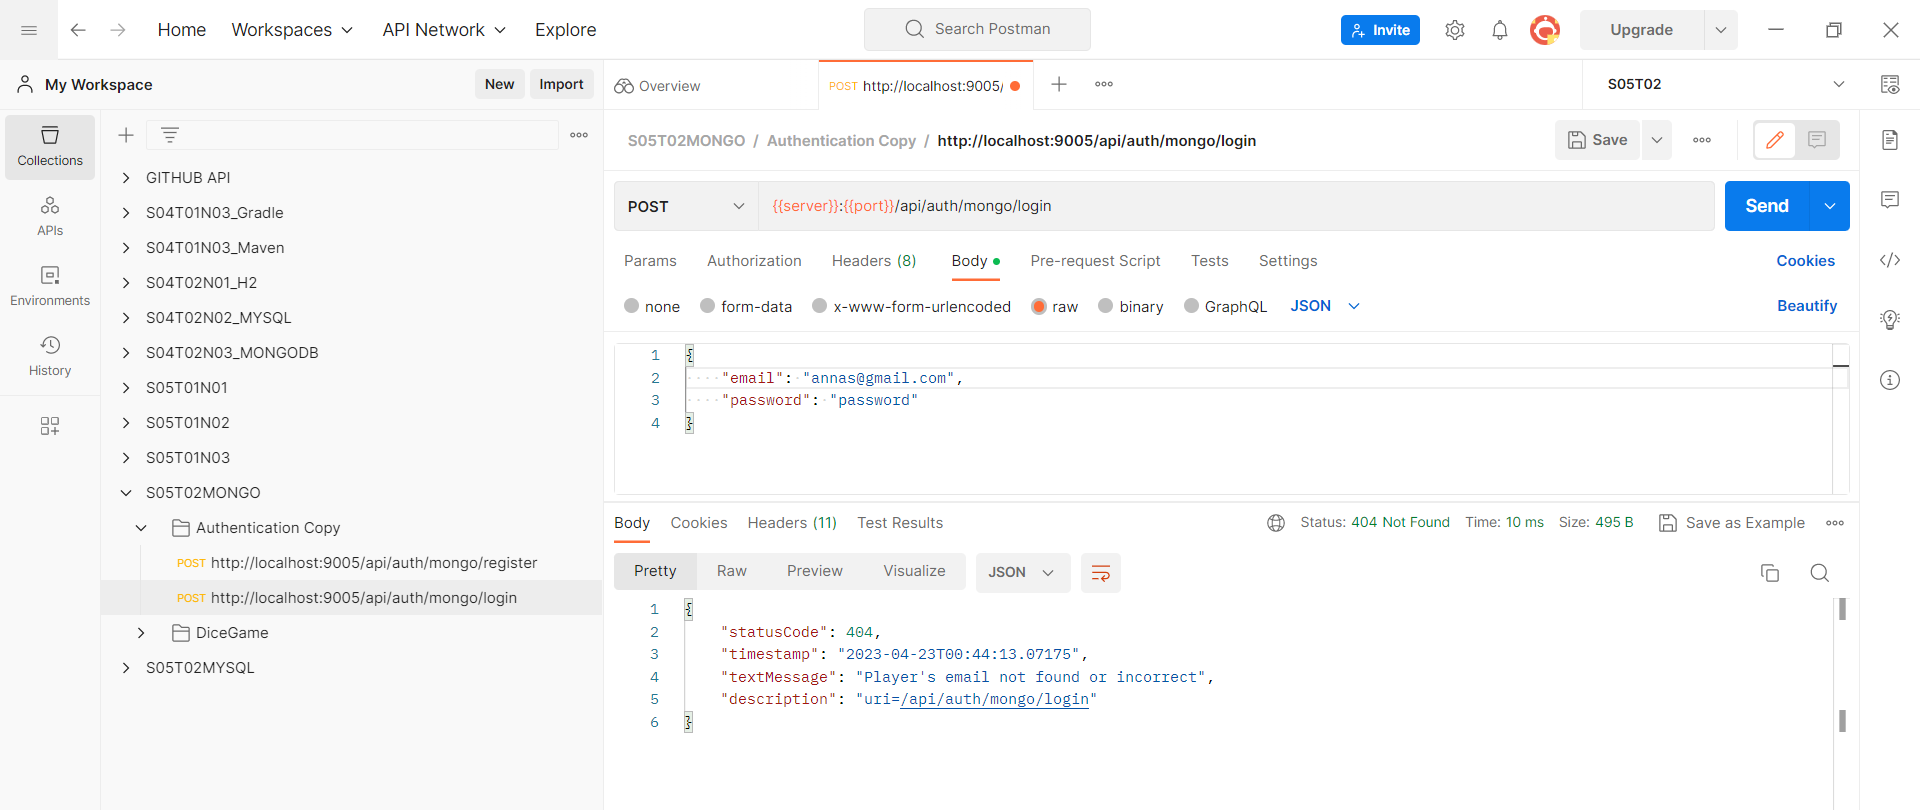 Home Workspaces API Network Explore Search Postman Invite Upgrade
My Workspace New Import
Overview POST http://localhost:9005/ S05T02
Collections
APIs
Environments
History
GITHUB API
S04T01N03_Gradle
S04T01N03_Maven
S04T02N01_H2
S04T02N02_MYSQL
S04T02N03_MONGODB
S05T01N01
S05T01N02
S05T01N03
S05T02MONGO
Authentication Copy
POST http://localhost:9005/api/auth/mongo/register
POST http://localhost:9005/api/auth/mongo/login
DiceGame
S05T02MYSQL
S05T02MONGO / Authentication Copy / http://localhost:9005/api/auth/mongo/login Save
POST {{server}}:{{port}}/api/auth/mongo/login Send
Params Authorization Headers (8) Body Pre-request Script Tests Settings Cookies
none form-data x-www-form-urlencoded raw binary GraphQL JSON Beautify
1 {
2 "email": "annas@gmail.com",
3 "password": "password"
4 }
Body Cookies Headers (11) Test Results Status: 404 Not Found Time: 10 ms Size: 495 B Save as Example
Pretty Raw Preview Visualize JSON
1 {
2 "statusCode": 404,
3 "timestamp": "2023-04-23T00:44:13.07175",
4 "textMessage": "Player's email not found or incorrect",
5 "description": "uri=/api/auth/mongo/login"
6 }